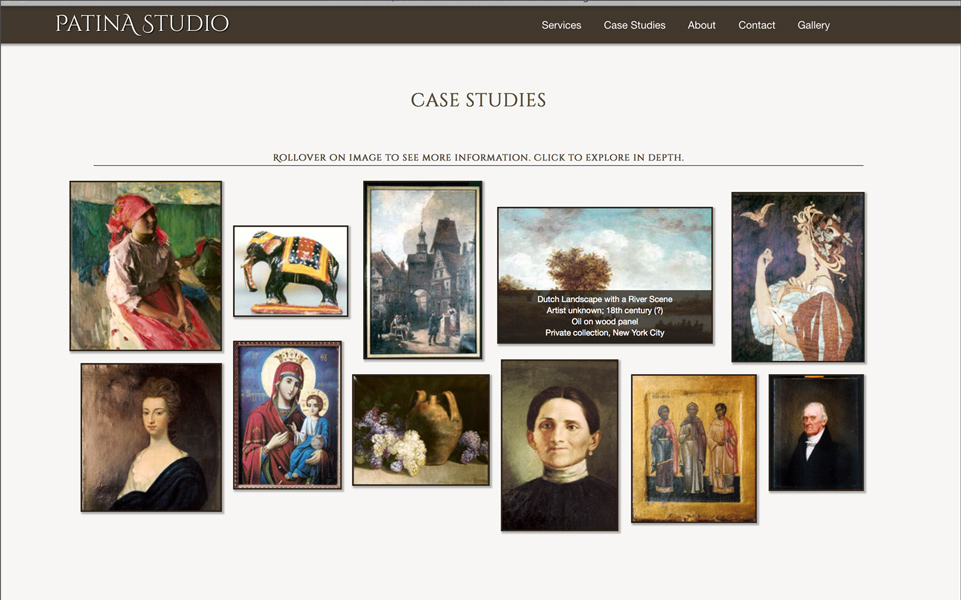 PATINA STUDIO
Services Case Studies About Contact Gallery
CASE STUDIES
ROLLOVER ON IMAGE TO SEE MORE INFORMATION. CLICK TO EXPLORE IN DEPTH.
Dutch Landscape with a River Scene
Artist unknown; 18th century (?)
Oil on wood panel
Private collection, New York City